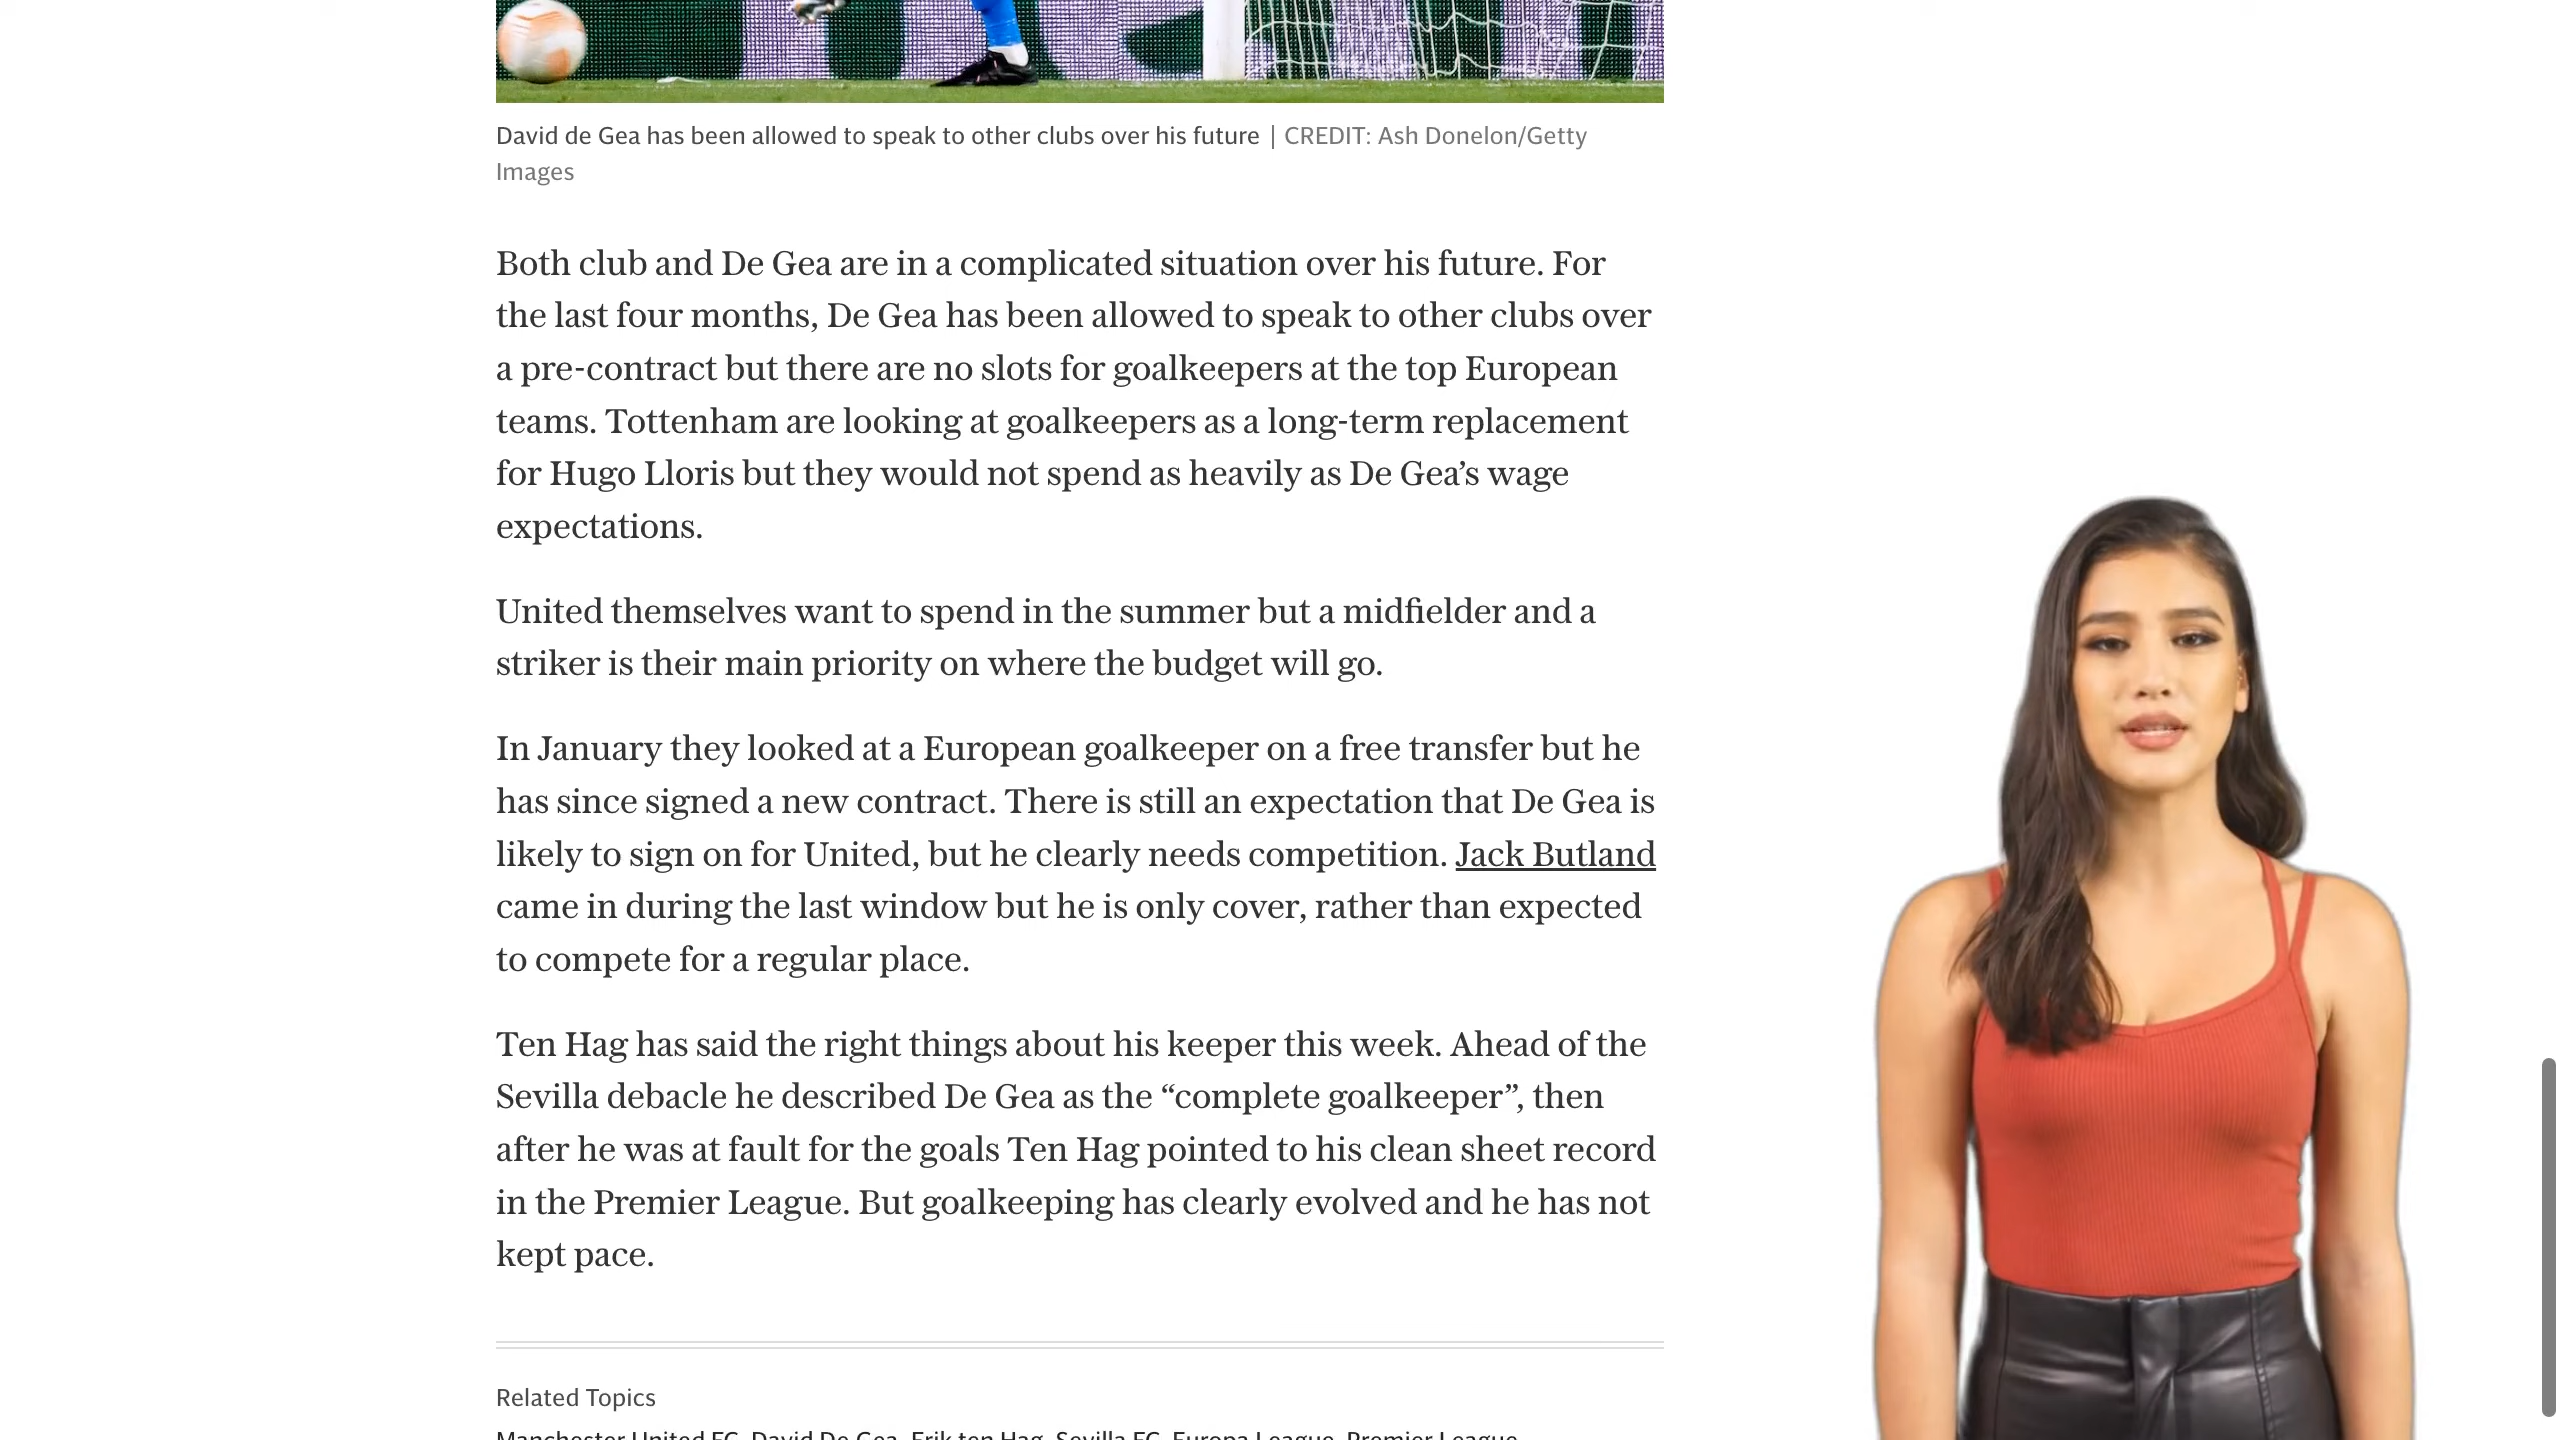 David de Gea has been allowed to speak to other clubs over his future | CREDIT: Ash Donelon/Getty
Images
Both club and De Gea are in a complicated situation over his future. For
the last four months, De Gea has been allowed to speak to other clubs over
a pre-contract but there are no slots for goalkeepers at the top European
teams. Tottenham are looking at goalkeepers as a long-term replacement
for Hugo Lloris but they would not spend as heavily as De Gea’s wage
expectations.
United themselves want to spend in the summer but a midfielder and a
striker is their main priority on where the budget will go.
In January they looked at a European goalkeeper on a free transfer but he
has since signed a new contract. There is still an expectation that De Gea is
likely to sign on for United, but he clearly needs competition. Jack Butland
came in during the last window but he is only cover, rather than expected
to compete for a regular place.
Ten Hag has said the right things about his keeper this week. Ahead of the
Sevilla debacle he described De Gea as the “complete goalkeeper”, then
after he was at fault for the goals Ten Hag pointed to his clean sheet record
in the Premier League. But goalkeeping has clearly evolved and he has not
kept pace.
Related Topics
Manchester United FC, David De Gea, Erik ten Hag, Sevilla FC, Europa League, Premier League